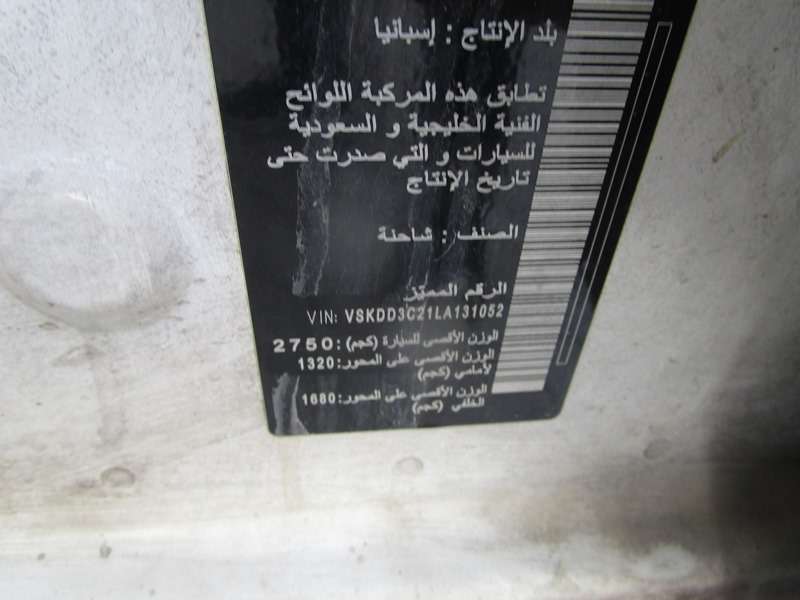 بلد الإنتاج : إسبانيا
تطابق هذه المركبة اللوائح
الفنية الخليجية و السعودية
للسيارات و التي صدرت حتى
تاريخ الإنتاج
الصنف : شاحنة
الرقم المميّز
VIN: VSKDD3C21LA131052
الوزن الأقصى للسيارة (كجم):2750
الوزن الأقصى على المحور:1320
لأمامي (كجم)
الوزن الأقصى على المحور:1680
الخلفي (كجم)